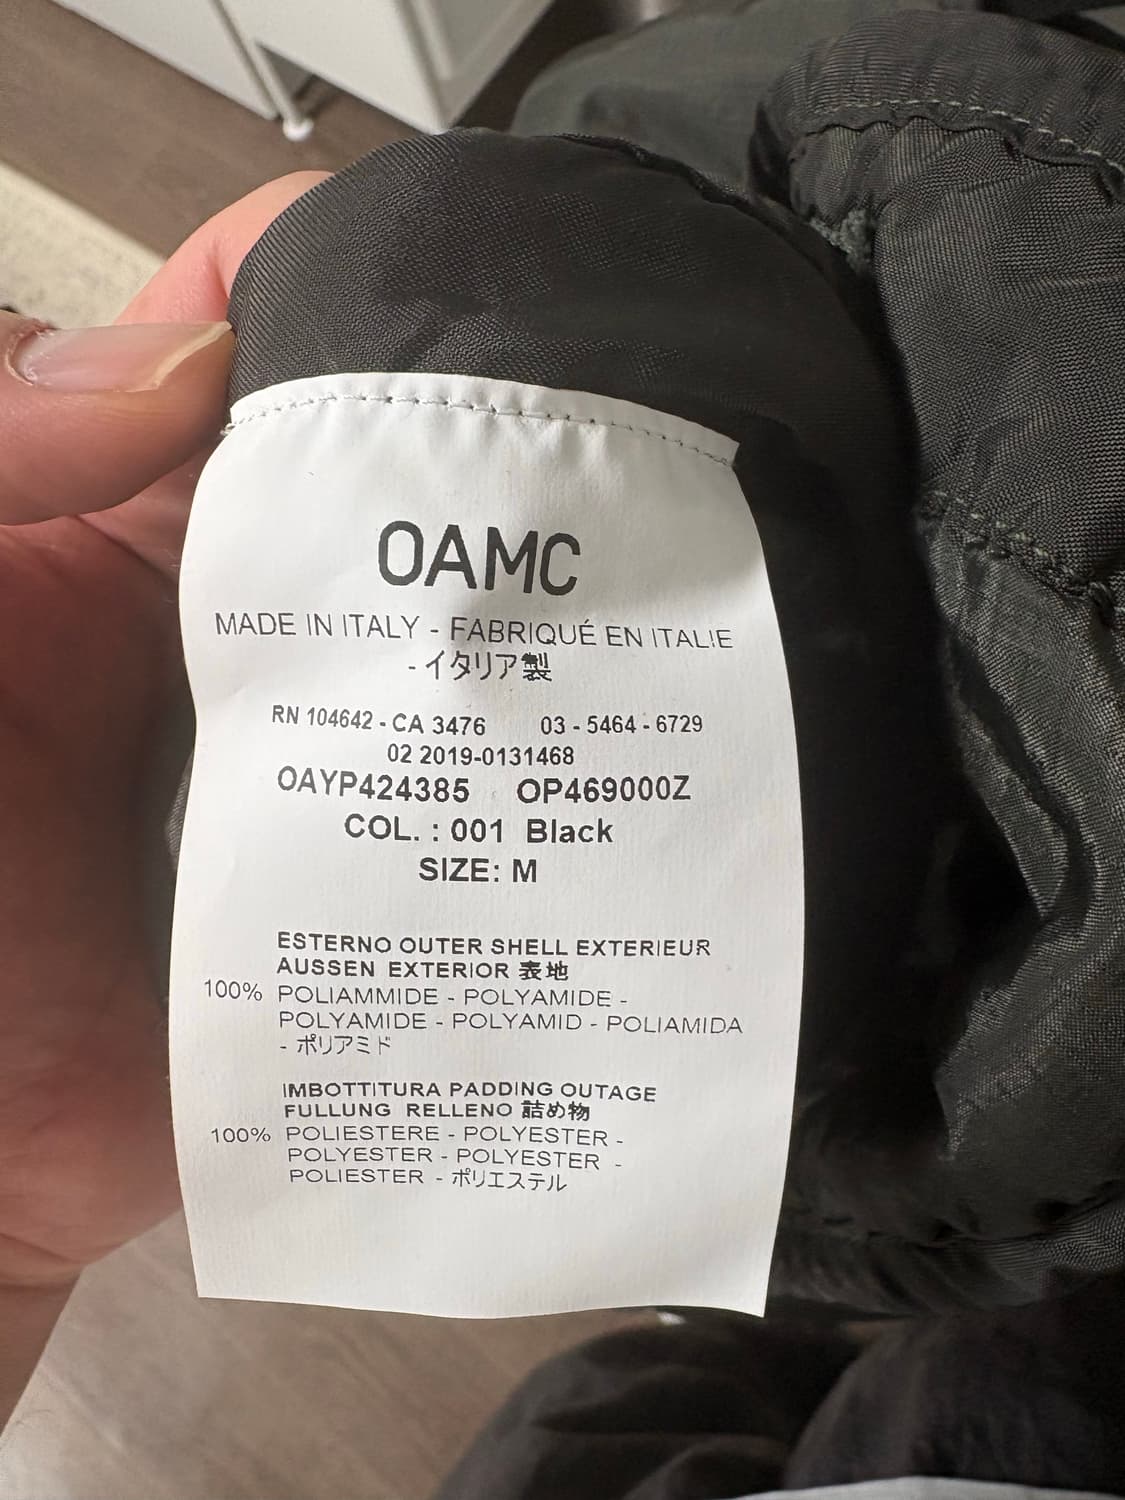 OAMC
MADE IN ITALY - FABRIQUÉ EN ITALIE
- イタリア製
RN 104642 - CA 3476 03 - 5464 - 6729
02 2019-0131468
OAYP424385 OP469000Z
COL. : 001 Black
SIZE: M
ESTERNO OUTER SHELL EXTERIEUR
AUSSEN EXTERIOR 表地
100% POLIAMMIDE - POLYAMIDE -
POLYAMIDE - POLYAMID - POLIAMIDA
- ポリアミド
IMBOTTITURA PADDING OUTAGE
FULLUNG RELLENO 詰め物
100% POLIESTERE - POLYESTER -
POLYESTER - POLYESTER -
POLIESTER - ポリエステル